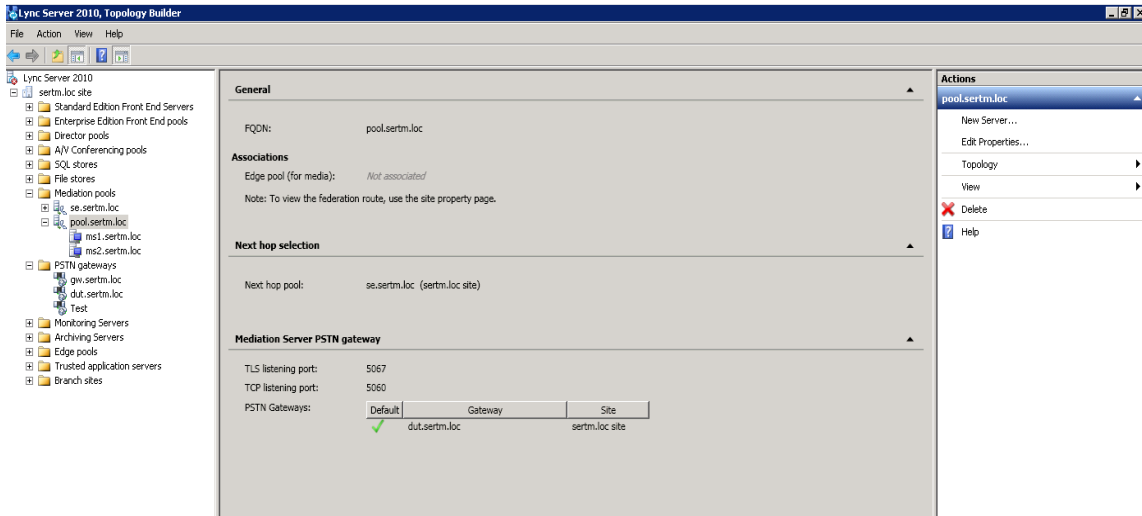 Lync Server 2010, Topology Builder
File Action View Help
Lync Server 2010
sertm.loc site
Standard Edition Front End Servers
Enterprise Edition Front End pools
Director pools
A/V Conferencing pools
SQL stores
File stores
Mediation pools
se.sertm.loc
pool.sertm.loc
ms1.sertm.loc
ms2.sertm.loc
PSTN gateways
gw.sertm.loc
dut.sertm.loc
Test
Monitoring Servers
Archiving Servers
Edge pools
Trusted application servers
Branch sites
General
FQDN: pool.sertm.loc
Associations
Edge pool (for media): Not associated
Note: To view the federation route, use the site property page.
Next hop selection
Next hop pool: se.sertm.loc (sertm.loc site)
Mediation Server PSTN gateway
TLS listening port: 5067
TCP listening port: 5060
PSTN Gateways: Default Gateway Site
dut.sertm.loc sertm.loc site
Actions
pool.sertm.loc
New Server...
Edit Properties...
Topology
View
Delete
Help